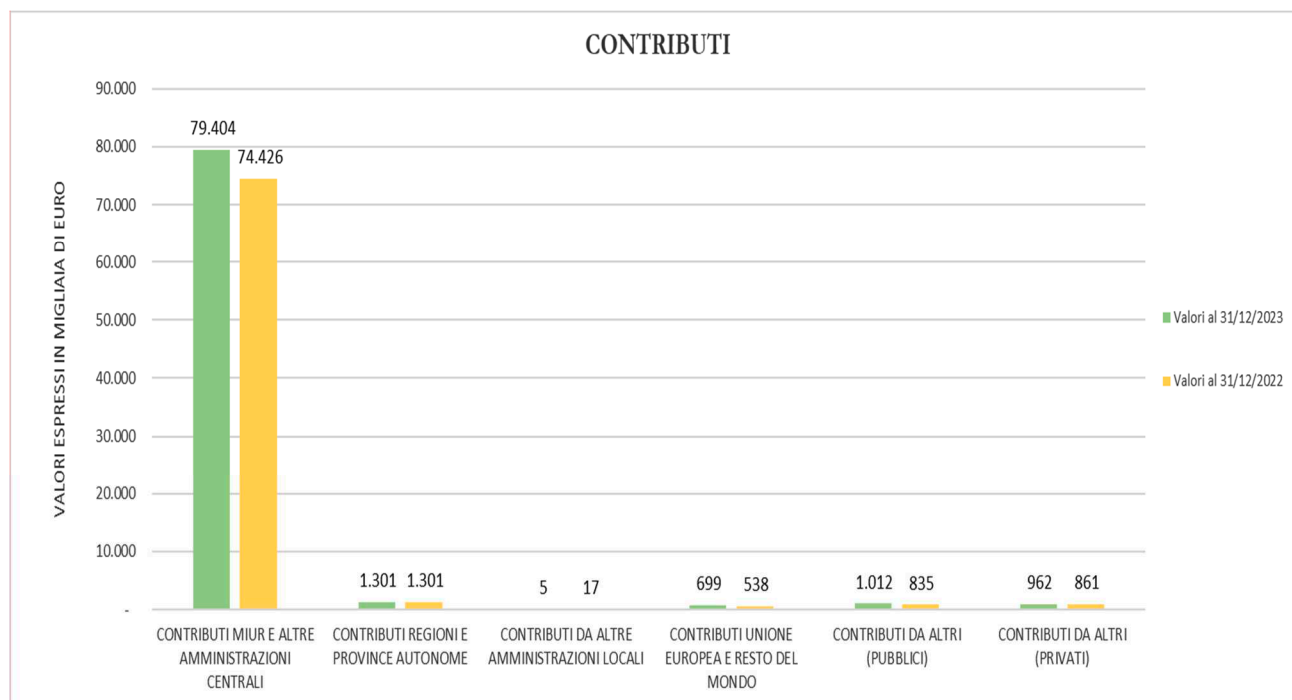 CONTRIBUTI
VALORI ESPRESSI IN MIGLIAIA DI EURO
90.000
80.000
70.000
60.000
50.000
40.000
30.000
20.000
10.000
-
79.404
74.426
1.301
1.301
5
17
699
538
1.012
835
962
861
CONTRIBUTI MIUR E ALTRE
AMMINISTRAZIONI
CENTRALI
CONTRIBUTI REGIONI E
PROVINCE AUTONOME
CONTRIBUTI DA ALTRE
AMMINISTRAZIONI LOCALI
CONTRIBUTI UNIONE
EUROPEA E RESTO DEL
MONDO
CONTRIBUTI DA ALTRI
(PUBBLICI)
CONTRIBUTI DA ALTRI
(PRIVATI)
Valori al 31/12/2023
Valori al 31/12/2022